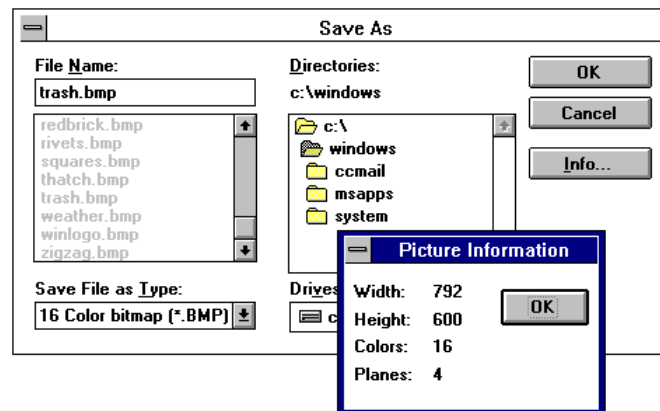 Save As
File Name:
trash.bmp
redbrick.bmp
rivets.bmp
squares.bmp
thatch.bmp
trash.bmp
weather.bmp
winlogo.bmp
zigzag.bmp
Save File as Type:
16 Color bitmap (*.BMP)
Directories:
c:\windows
c:\
windows
ccmail
msapps
system
Drives
c
OK
Cancel
Info...
Picture Information
Width: 792
Height: 600
Colors: 16
Planes: 4
OK